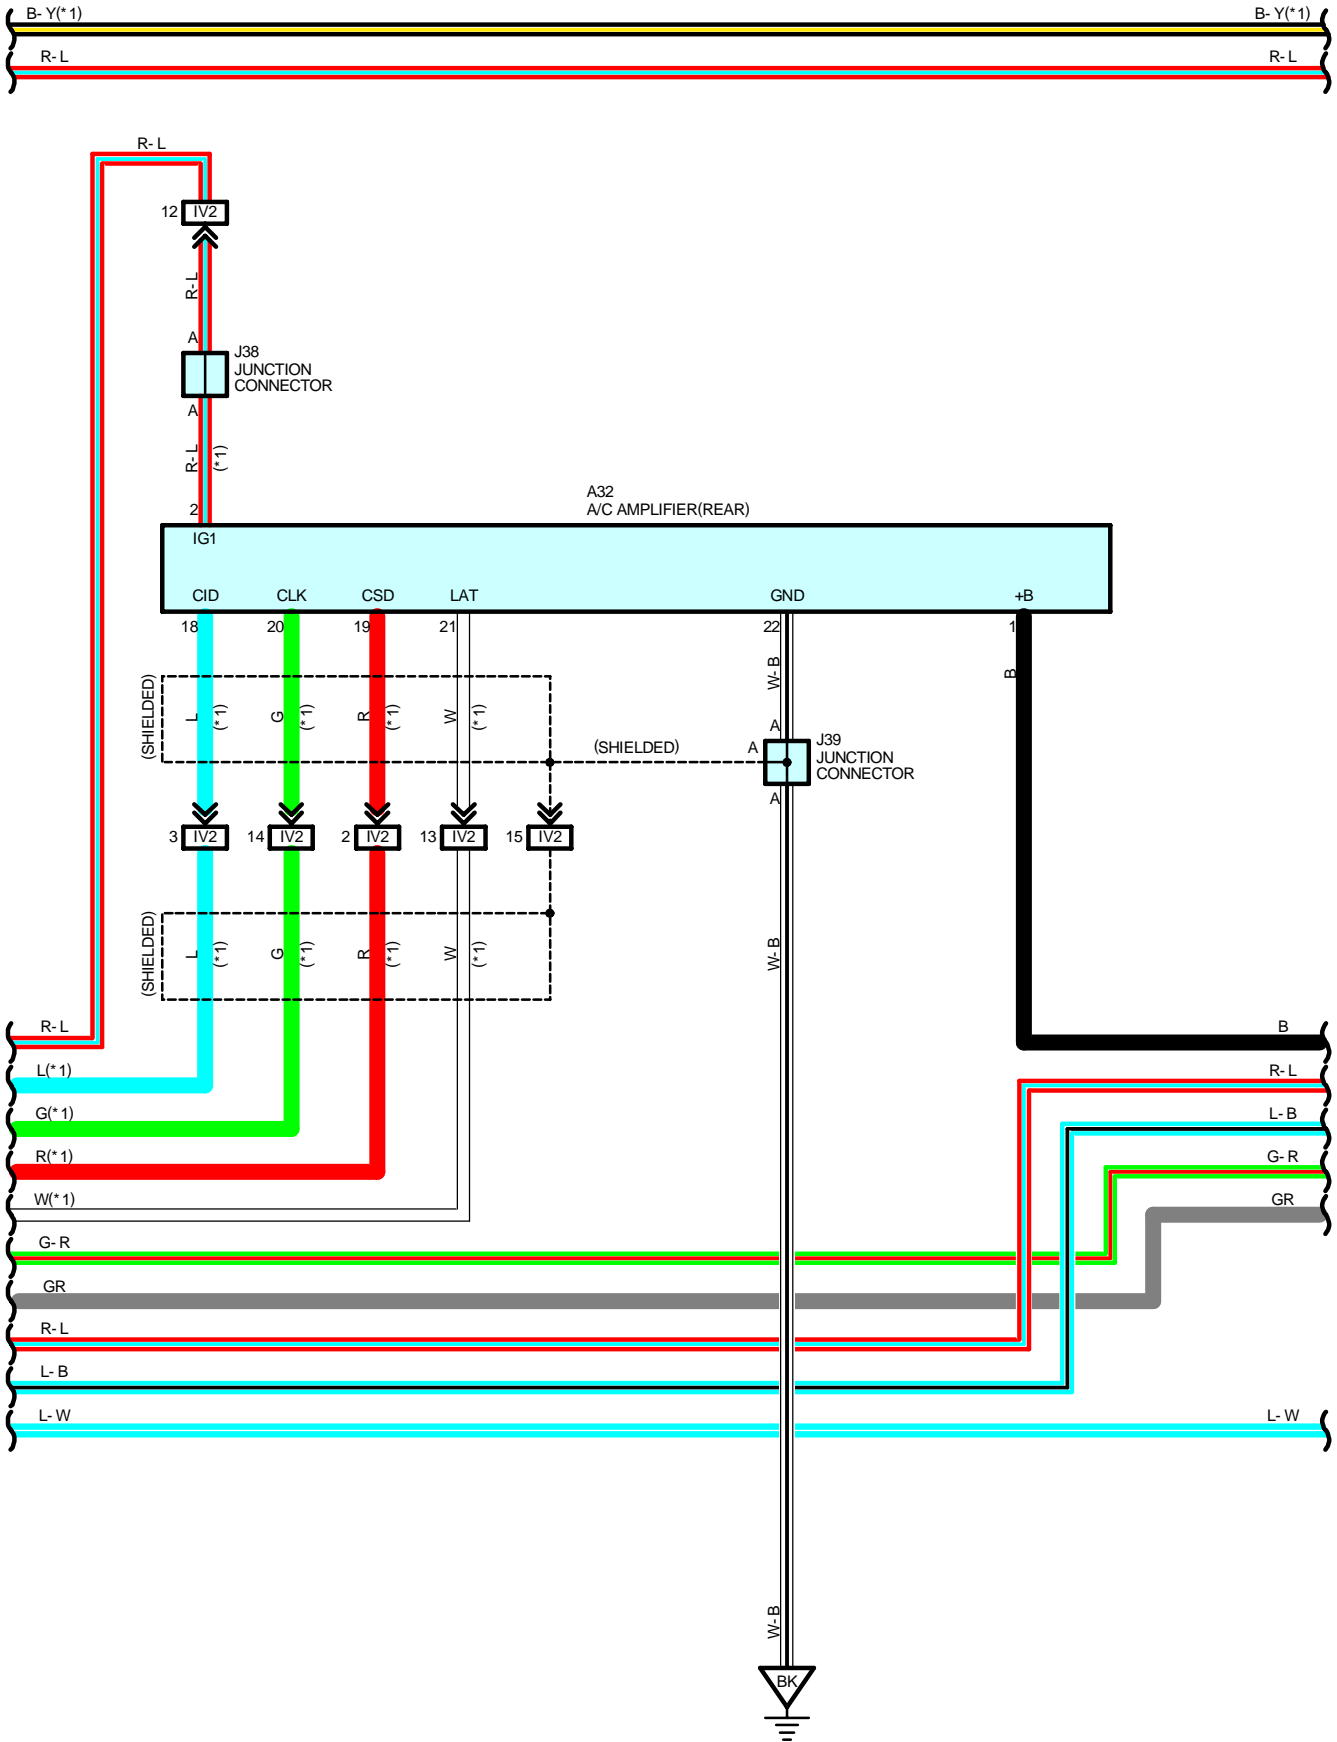 B-Y(*1) B-Y(*1)
R-L R-L
R-L
12 IV2
R-L
A
J38
JUNCTION
CONNECTOR
A
R-L
(*1)
2
A32
A/C AMPLIFIER(REAR)
IG1
CID CLK CSD LAT GND +B
18 20 19 21 22 1
W-B
B
(SHIELDED)
L (*1) G (*1) R (*1) W (*1)
A
(SHIELDED) A
J39
JUNCTION
CONNECTOR
A
3 IV2 14 IV2 2 IV2 13 IV2 15 IV2
(SHIELDED)
L (*1) G (*1) R (*1) W (*1)
W-B
R-L B
L(*1) R-L
G(*1) L-B
R(*1) G-R
W(*1) GR
G-R
GR
R-L
L-B
L-W L-W
W-B
BK